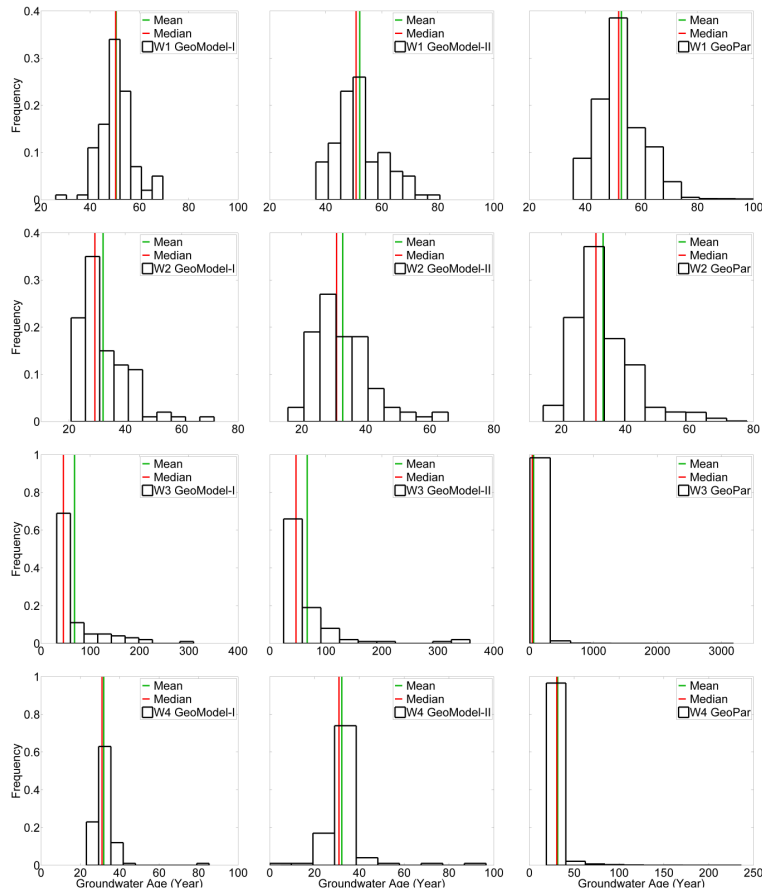 Mean
Median
W1 GeoModel-I
Mean
Median
W1 GeoModel-II
Mean
Median
W1 GeoPar
Frequency
0.4
0.3
0.2
0.1
0
20 40 60 80 100
20 40 60 80 100
20 40 60 80 100
Mean
Median
W2 GeoModel-I
Mean
Median
W2 GeoModel-II
Mean
Median
W2 GeoPar
Frequency
0.4
0.3
0.2
0.1
0
20 40 60 80
20 40 60 80
20 40 60 80
Mean
Median
W3 GeoModel-I
Mean
Median
W3 GeoModel-II
Mean
Median
W3 GeoPar
Frequency
1
0.8
0.6
0.4
0.2
0
0 100 200 300 400
0 100 200 300 400
0 1000 2000 3000
Mean
Median
W4 GeoModel-I
Mean
Median
W4 GeoModel-II
Mean
Median
W4 GeoPar
Frequency
1
0.8
0.6
0.4
0.2
0
0 20 40 60 80 100
0 20 40 60 80 100
0 50 100 150 200 250
Groundwater Age (Year)
Groundwater Age (Year)
Groundwater Age (Year)